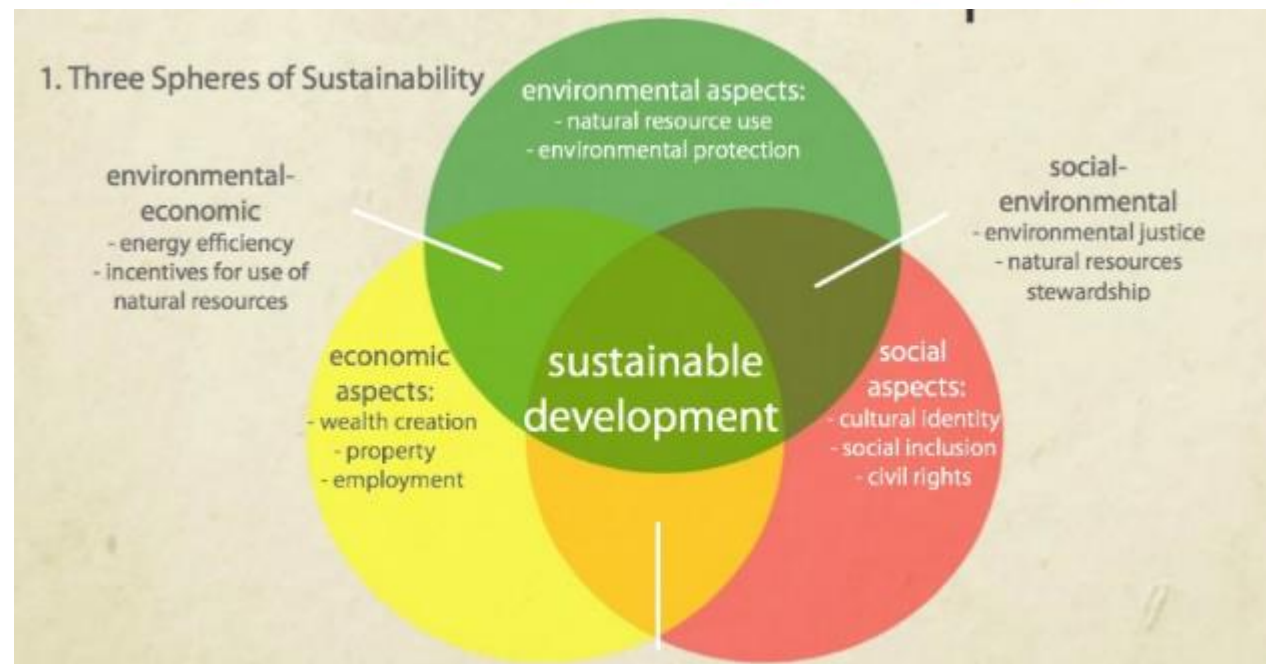 1. Three Spheres of Sustainability
environmental aspects:
- natural resource use
- environmental protection
environmental-
economic
- energy efficiency
- incentives for use of
natural resources
social-
environmental
- environmental justice
- natural resources
stewardship
economic
aspects:
- wealth creation
- property
- employment
sustainable
development
social
aspects:
- cultural identity
- social inclusion
- civil rights